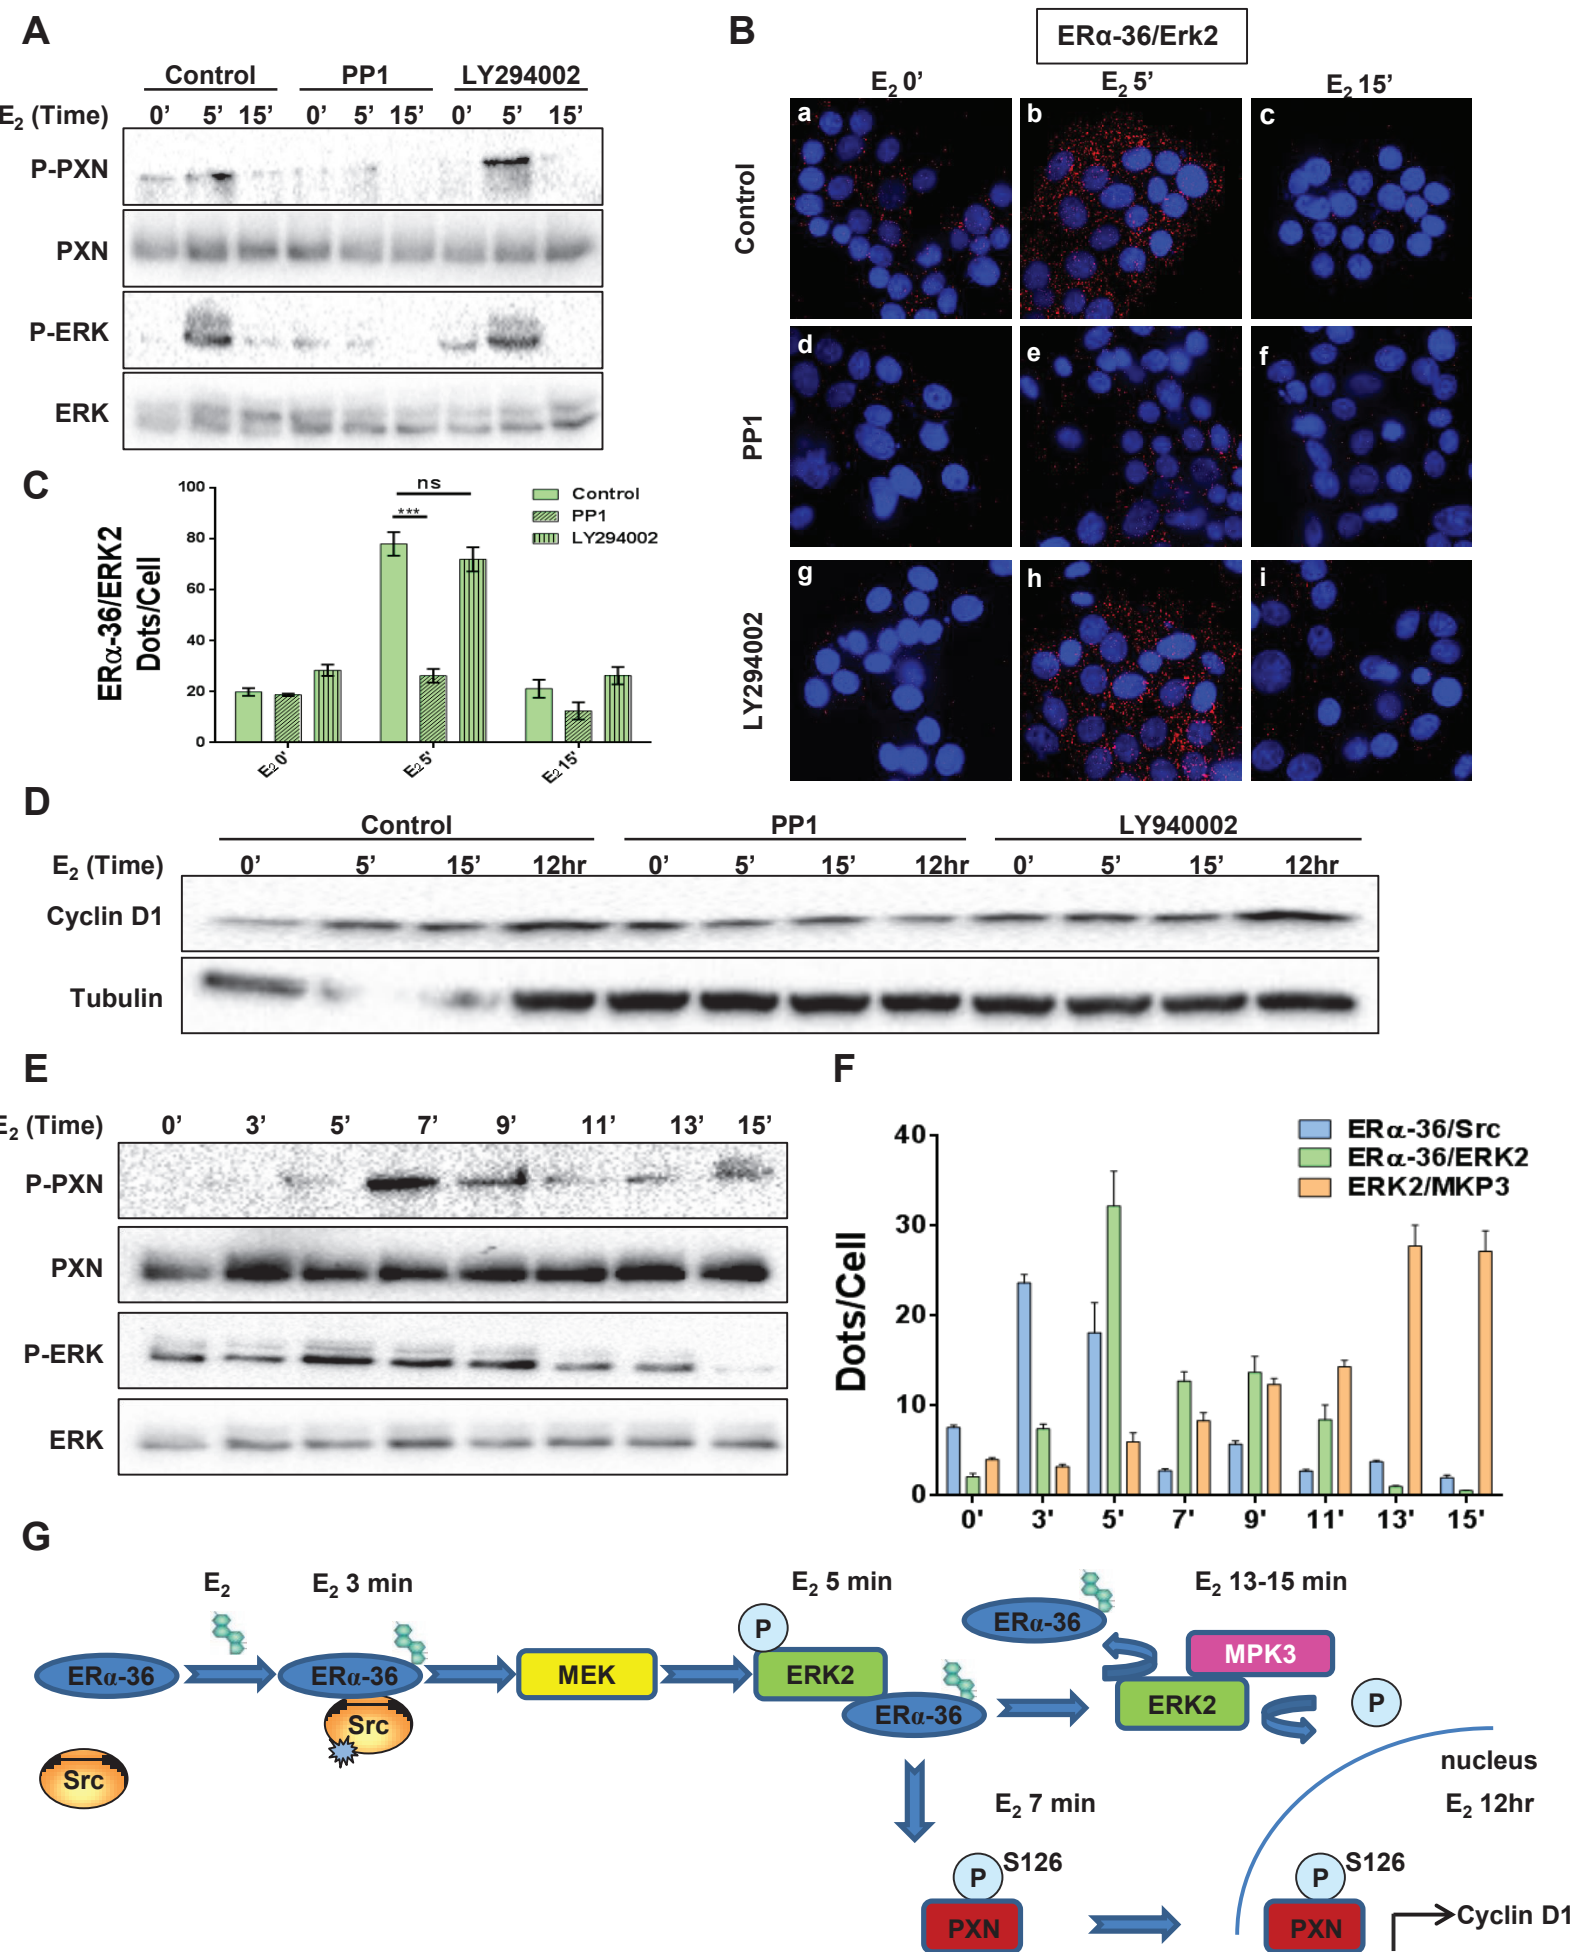 A
Control PP1 LY294002
E2 (Time) 0’ 5’ 15’ 0’ 5’ 15’ 0’ 5’ 15’
P-PXN
PXN
P-ERK
ERK
B
ERα-36/Erk2
E2 0’ E2 5’ E2 15’
Control
a b c
PP1
d e f
LY294002
g h i
C
ERα-36/ERK2
Dots/Cell
100
80
60
40
20
0
ns
***
Control
PP1
LY294002
E2 0' E2 5' E2 15'
D
Control PP1 LY940002
E2 (Time) 0’ 5’ 15’ 12hr 0’ 5’ 15’ 12hr 0’ 5’ 15’ 12hr
Cyclin D1
Tubulin
E
E2 (Time) 0’ 3’ 5’ 7’ 9’ 11’ 13’ 15’
P-PXN
PXN
P-ERK
ERK
F
Dots/Cell
40
30
20
10
0
ERα-36/Src
ERα-36/ERK2
ERK2/MKP3
0' 3' 5' 7' 9' 11' 13' 15'
G
E2 E2 3 min E2 5 min E2 13-15 min
ERα-36
ERα-36
Src
Src
MEK
P
ERK2
ERα-36
ERα-36
MPK3
ERK2
P
nucleus
E2 12hr
E2 7 min
P S126
PXN
P S126
PXN
Cyclin D1